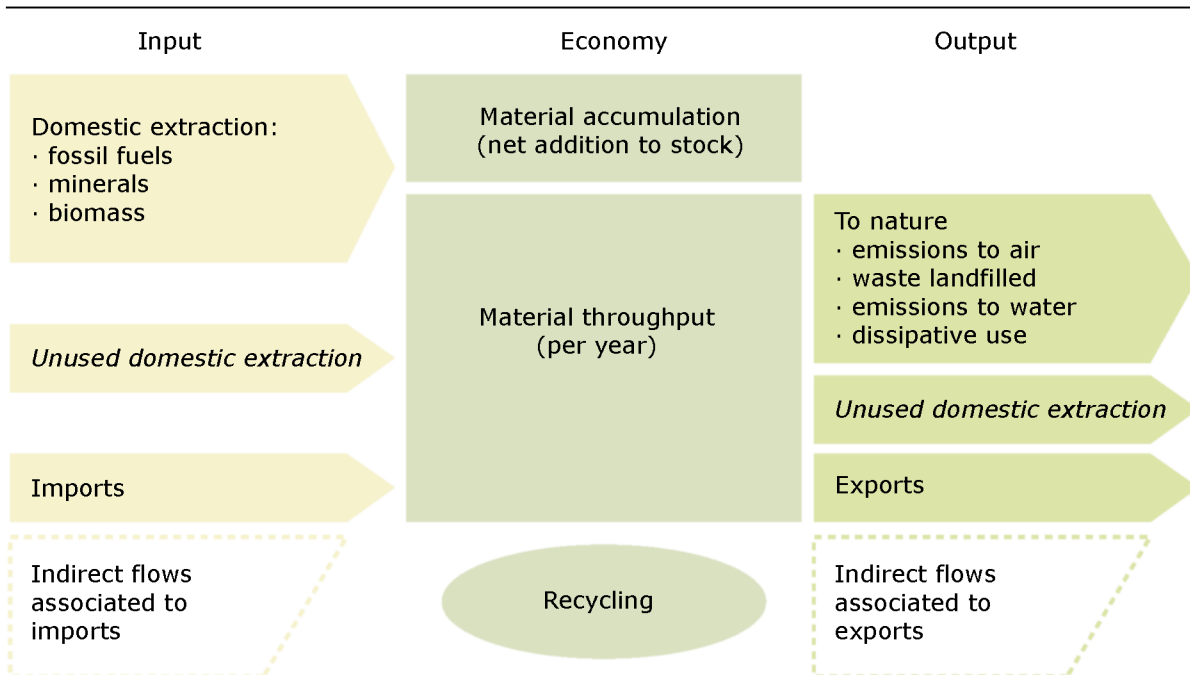 Input
Economy
Output
Domestic extraction:
· fossil fuels
· minerals
· biomass
Unused domestic extraction
Imports
Indirect flows
associated to
imports
Material accumulation
(net addition to stock)
Material throughput
(per year)
Recycling
To nature
· emissions to air
· waste landfilled
· emissions to water
· dissipative use
Unused domestic extraction
Exports
Indirect flows
associated to
exports